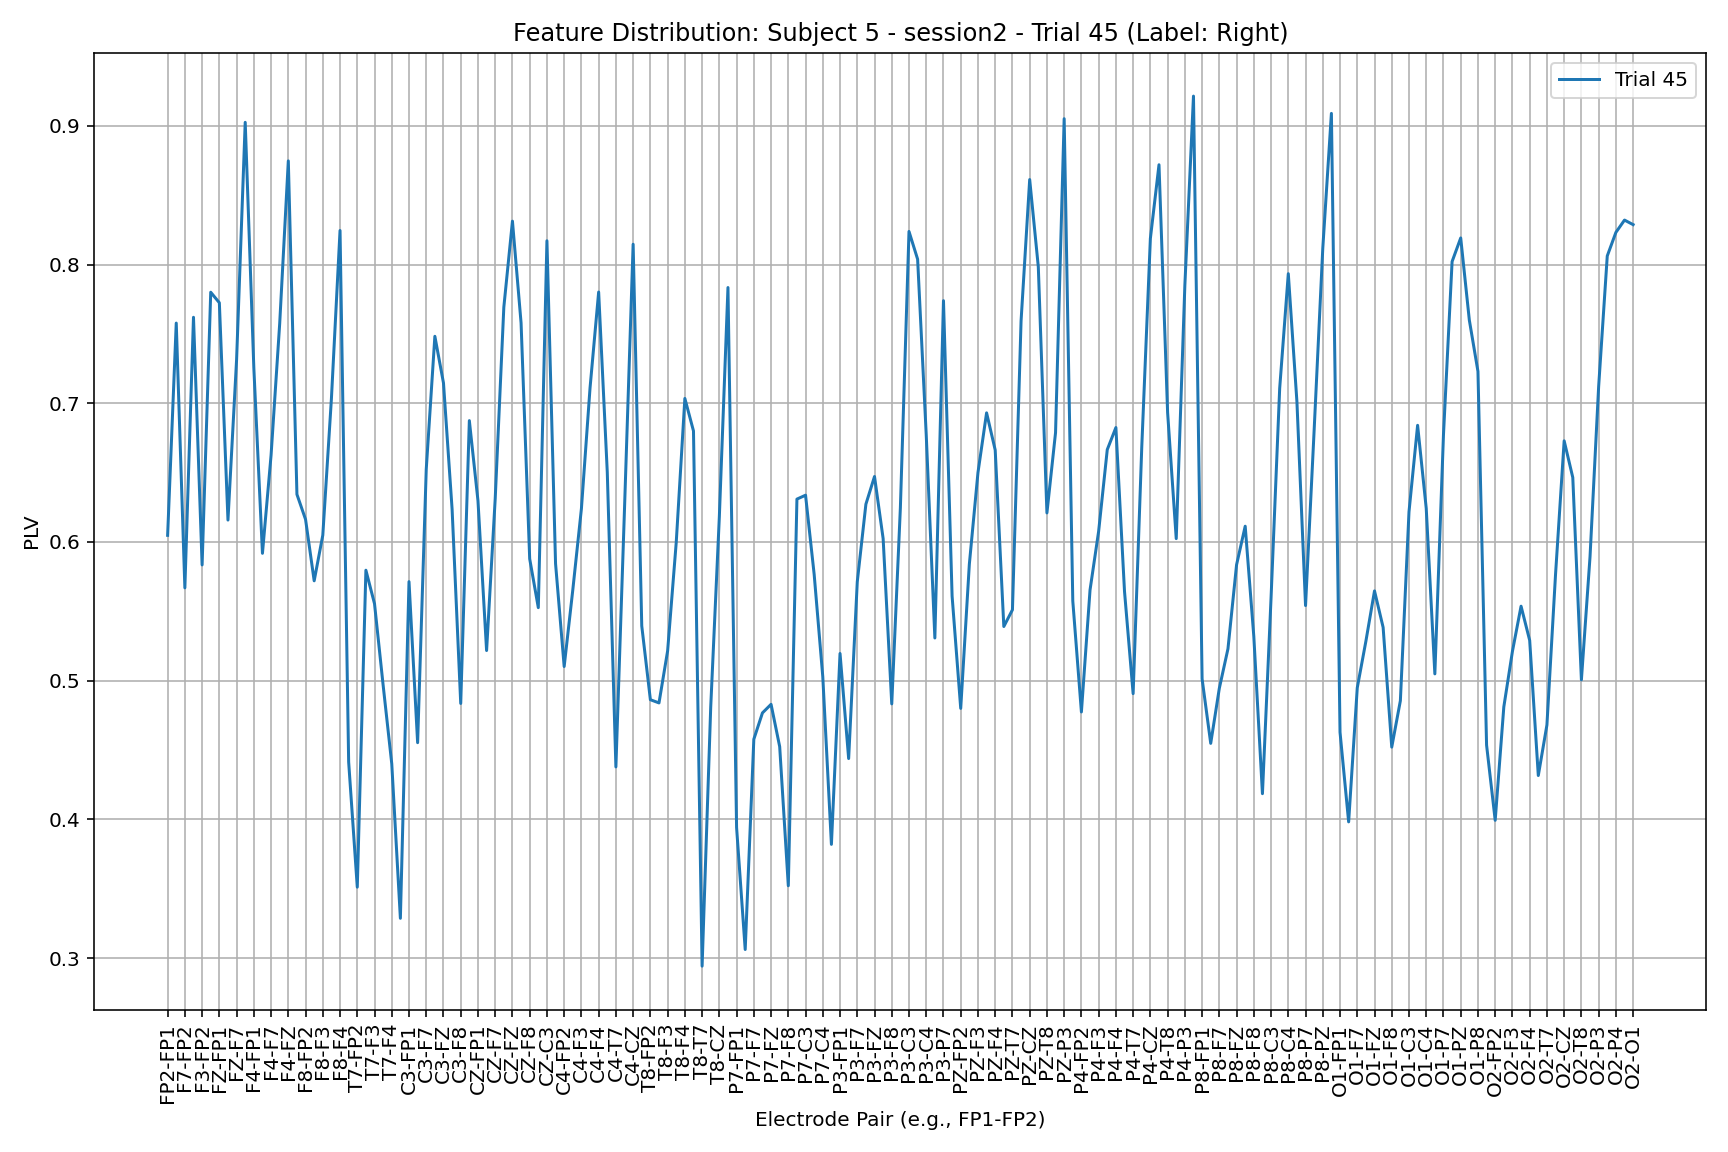 Feature Distribution: Subject 5 - session2 - Trial 45 (Label: Right)
Trial 45
PLV
0.9
0.8
0.7
0.6
0.5
0.4
0.3
FP2-FP1
F7-FP2
F3-FP2
FZ-FP1
FZ-F7
F4-FP1
F4-F7
F4-FZ
F8-FP2
F8-F3
F8-F4
T7-FP2
T7-F3
T7-F4
C3-FP1
C3-F7
C3-FZ
C3-F8
CZ-FP1
CZ-F7
CZ-FZ
CZ-F8
CZ-C3
C4-FP2
C4-F3
C4-F4
C4-T7
C4-CZ
T8-FP2
T8-F3
T8-F4
T8-T7
T8-CZ
P7-FP1
P7-F7
P7-FZ
P7-F8
P7-C3
P7-C4
P3-FP1
P3-F7
P3-FZ
P3-F8
P3-C3
P3-C4
P3-P7
PZ-FP2
PZ-F3
PZ-F4
PZ-T7
PZ-CZ
PZ-T8
PZ-P3
P4-FP2
P4-F3
P4-F4
P4-T7
P4-CZ
P4-T8
P4-P3
P8-FP1
P8-F7
P8-FZ
P8-F8
P8-C3
P8-C4
P8-P7
P8-PZ
O1-FP1
O1-F7
O1-FZ
O1-F8
O1-C3
O1-C4
O1-P7
O1-PZ
O1-P8
O2-FP2
O2-F3
O2-F4
O2-T7
O2-CZ
O2-T8
O2-P3
O2-P4
O2-O1
Electrode Pair (e.g., FP1-FP2)